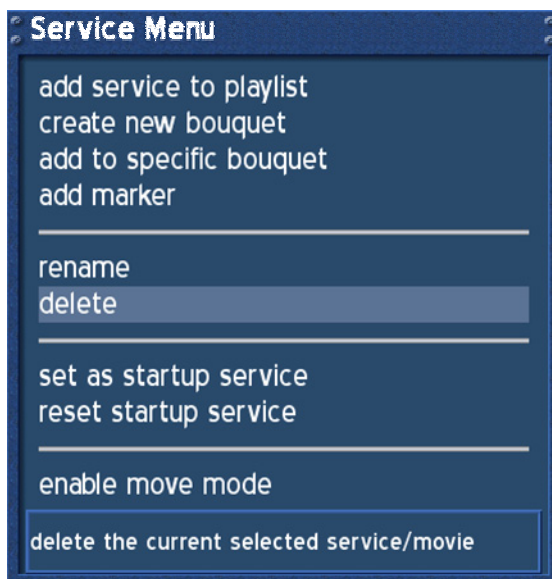 Service Menu
add service to playlist
create new bouquet
add to specific bouquet
add marker
rename
delete
set as startup service
reset startup service
enable move mode
delete the current selected service/movie